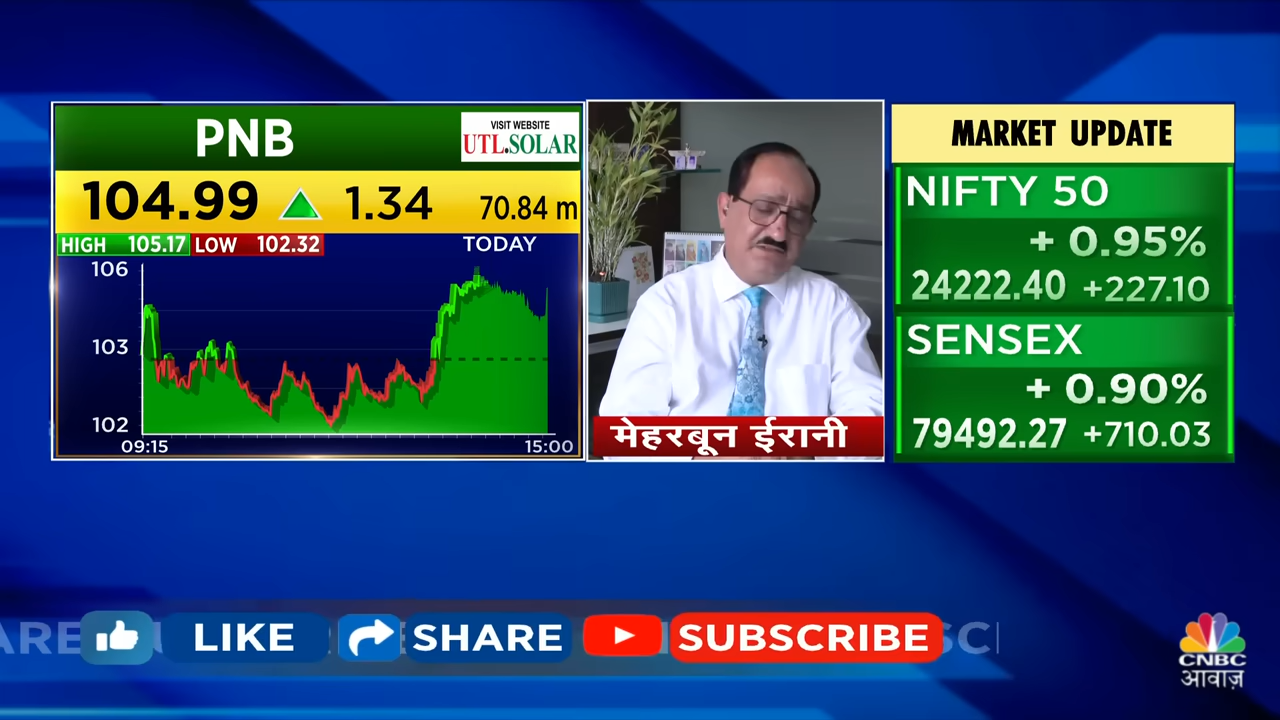 PNB
VISIT WEBSITE
UTL.SOLAR
104.99 1.34 70.84 m
HIGH 105.17 LOW 102.32 TODAY
106
103
102
09:15 15:00
मेहरबून ईरानी
MARKET UPDATE
NIFTY 50
+ 0.95%
24222.40 +227.10
SENSEX
+ 0.90%
79492.27 +710.03
LIKE SHARE SUBSCRIBE
CNBC
आवाज़